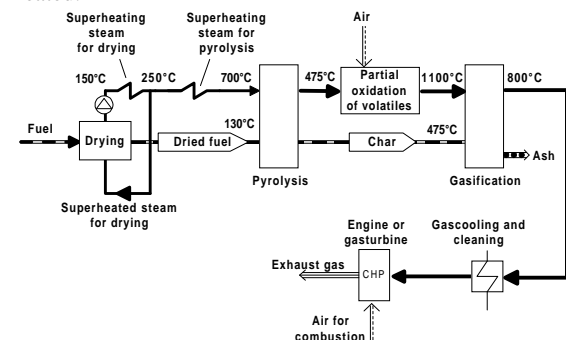 Superheating
steam
for drying
Superheating
steam for
pyrolysis
Air
150°C
250°C
700°C
475°C
Partial
oxidation
of volatiles
1100°C
800°C
Fuel
Drying
130°C
Dried fuel
Char
475°C
Ash
Pyrolysis
Gasification
Superheated steam
for drying
Engine or
gasturbine
Gascooling and
cleaning
Exhaust gas
CHP
Air for
combustion